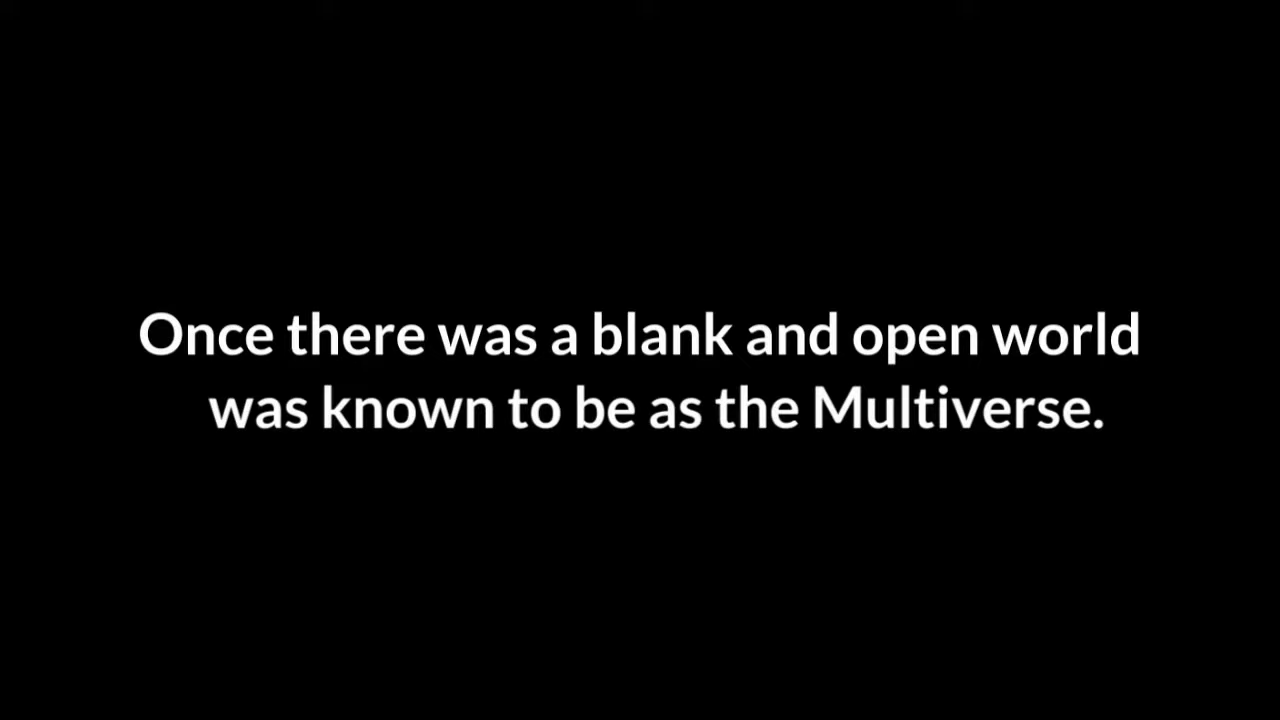 Once there was a blank and open world
was known to be as the Multiverse.